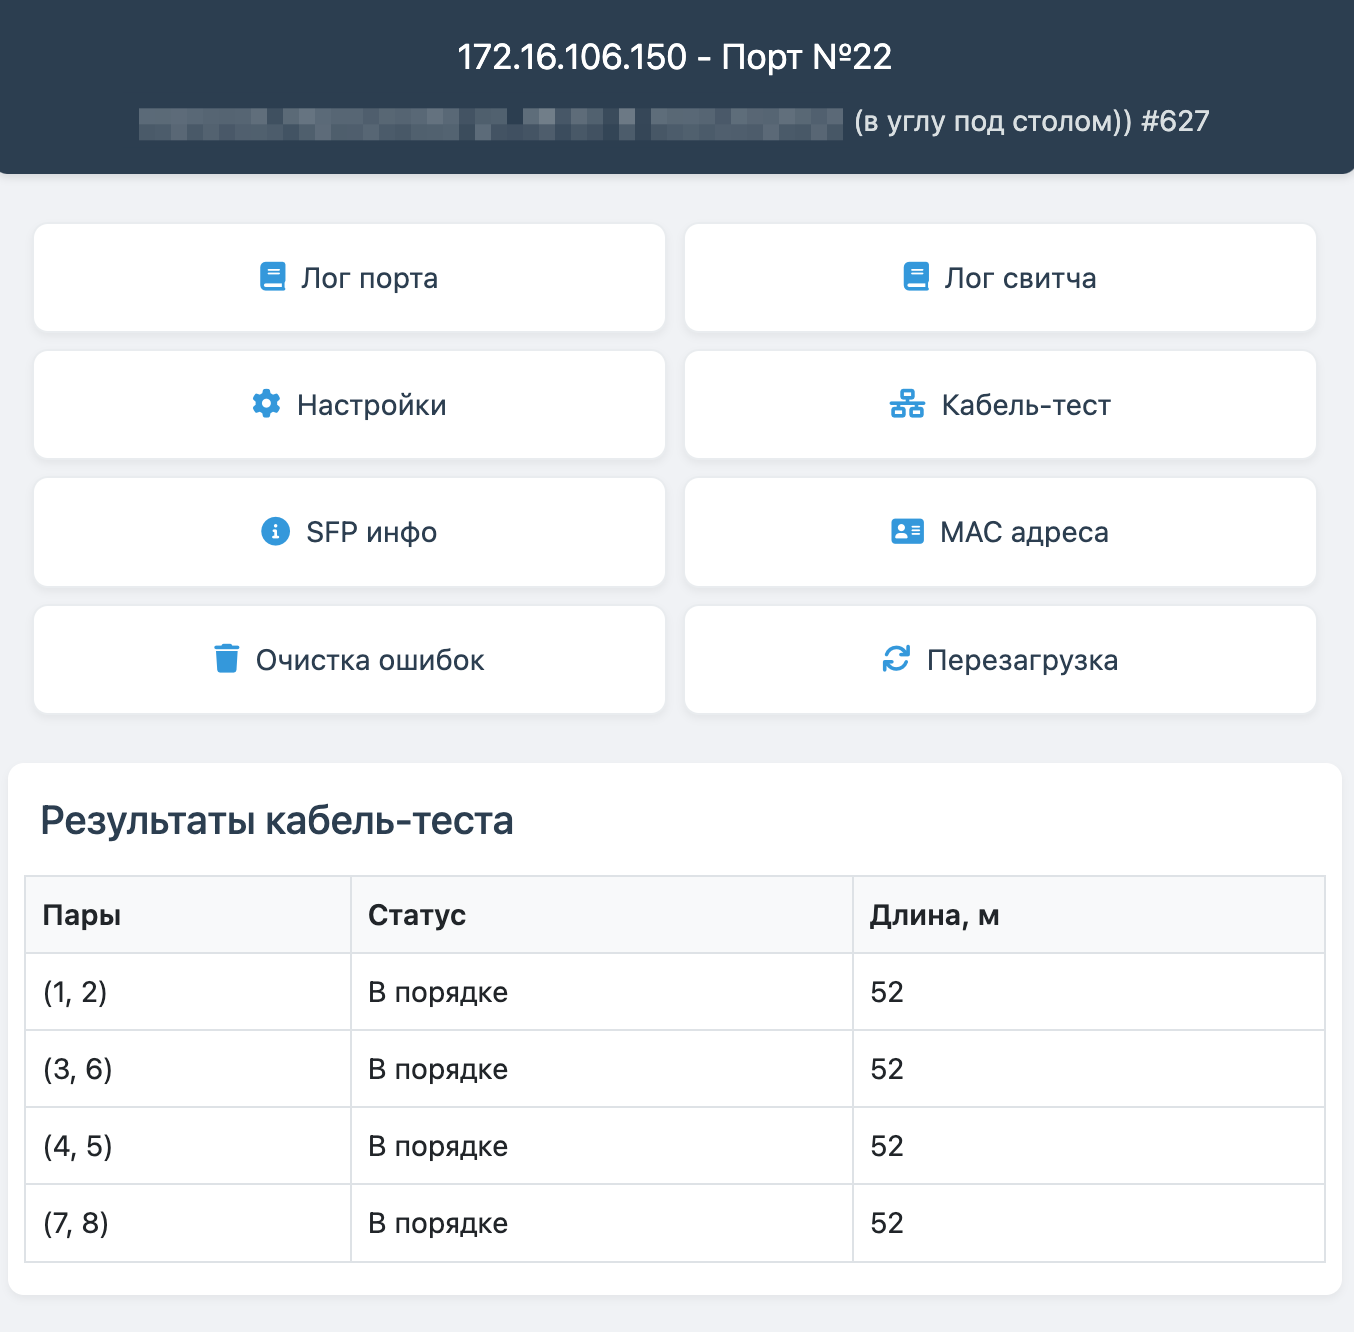 172.16.106.150 - Порт №22
(в углу под столом)) #627
Лог порта
Лог свитча
Настройки
Кабель-тест
SFP инфо
MAC адреса
Очистка ошибок
Перезагрузка
Результаты кабель-теста
Пары Статус Длина, м
(1, 2) В порядке 52
(3, 6) В порядке 52
(4, 5) В порядке 52
(7, 8) В порядке 52